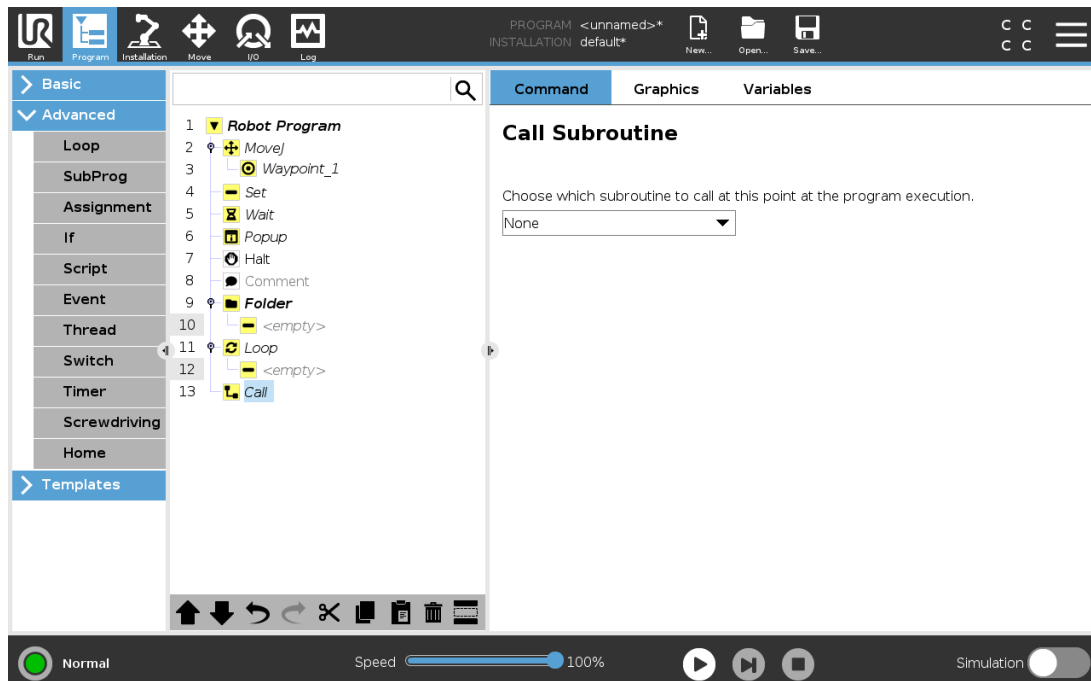 PROGRAM <unnamed>*
INSTALLATION default*
Run Program Installation Move I/O Log New... Open... Save...
C C
C C
Basic
Advanced
Loop
SubProg
Assignment
If
Script
Event
Thread
Switch
Timer
Screwdriving
Home
Templates
1 Robot Program
2 MoveJ
3 Waypoint_1
4 Set
5 Wait
6 Popup
7 Halt
8 Comment
9 Folder
10 <empty>
11 Loop
12 <empty>
13 Call
Command Graphics Variables
Call Subroutine
Choose which subroutine to call at this point at the program execution.
None
Normal Speed 100% Simulation